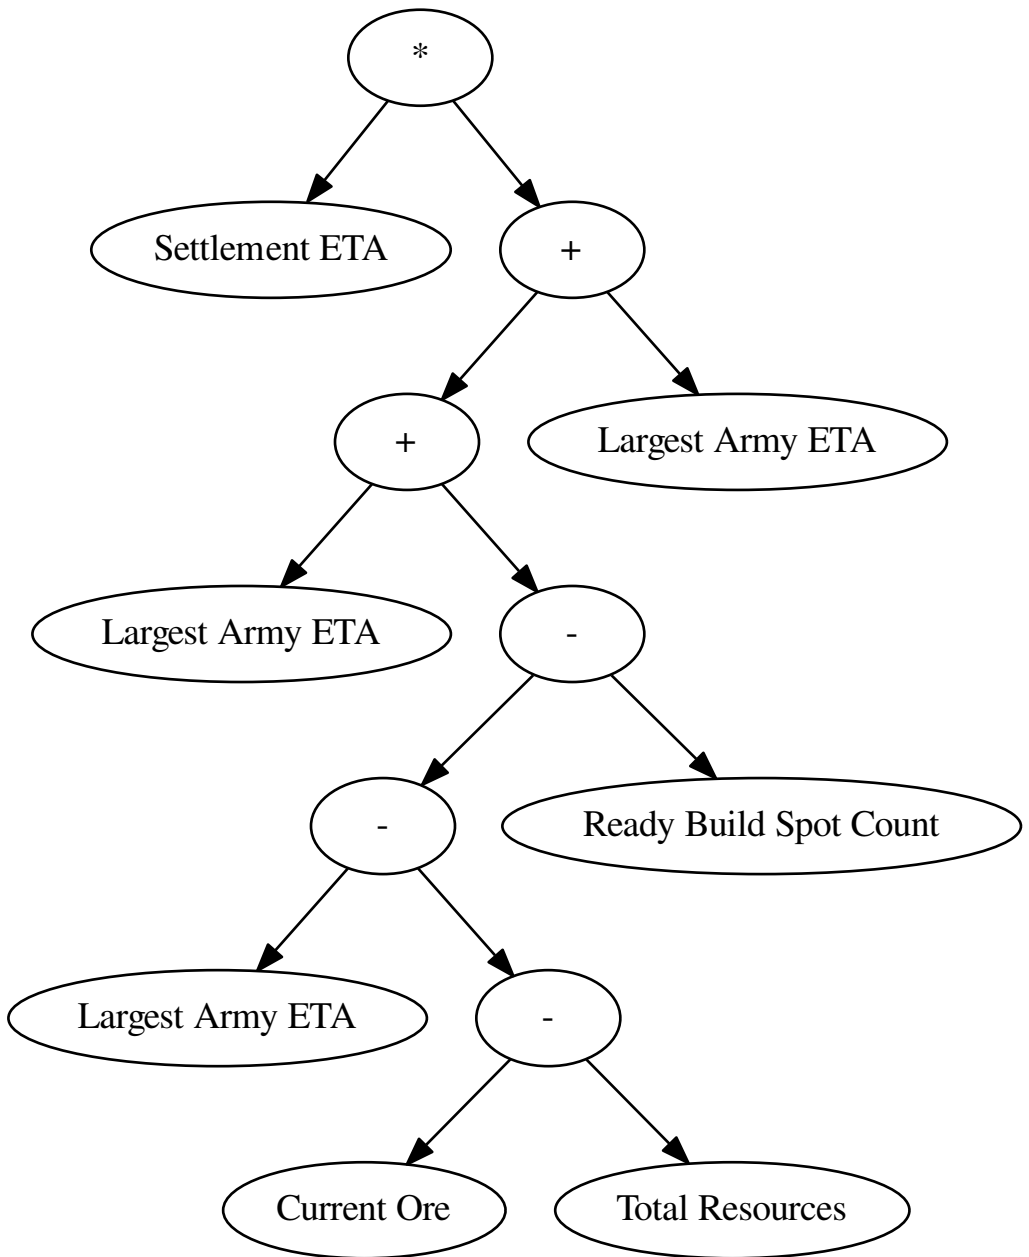 *
Settlement ETA
+
+
Largest Army ETA
Largest Army ETA
-
-
Ready Build Spot Count
Largest Army ETA
-
Current Ore
Total Resources